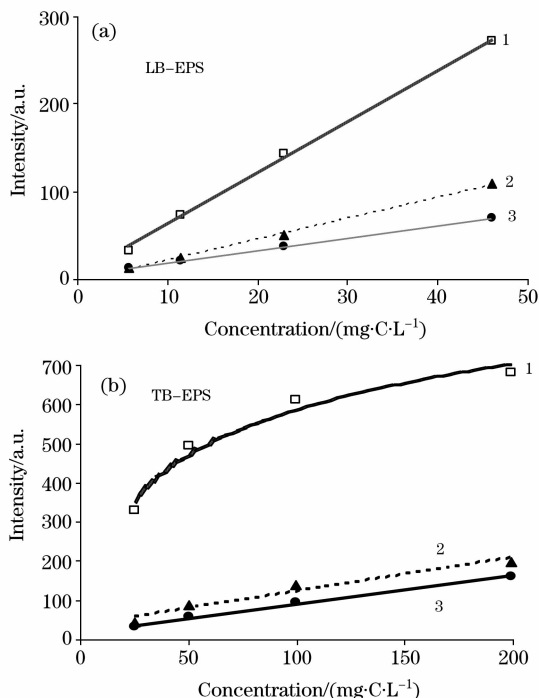 300
(a)
1
LB–EPS
200
Intensity/a.u.
2
100
3
0
0 10 20 30 40 50
Concentration/(mg·C·L⁻¹)
700
(b)
1
TB–EPS
600
500
400
Intensity/a.u.
300
200
2
100
3
0
0 50 100 150 200
Concentration/(mg·C·L⁻¹)